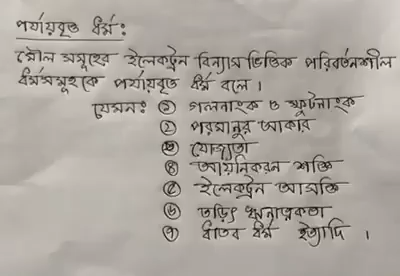 পর্যায়বৃত্ত ধর্ম :
মৌল সমূহের ইলেকট্রন বিন্যাস ভিত্তিক পরিবর্তনশীল
ধর্মসমূহকে পর্যায়বৃত্ত ধর্ম বলে ।
যেমনঃ ① গলনাংক ও স্ফুটনাংক
② পরমানুর আকার
③ যোজ্যতা
④ আয়নিকরন শক্তি
⑤ ইলেকট্রন আসক্তি
⑥ তড়িৎ ঋনাত্নকতা
⑦ ধাতব ধর্ম ইত্যাদি ।